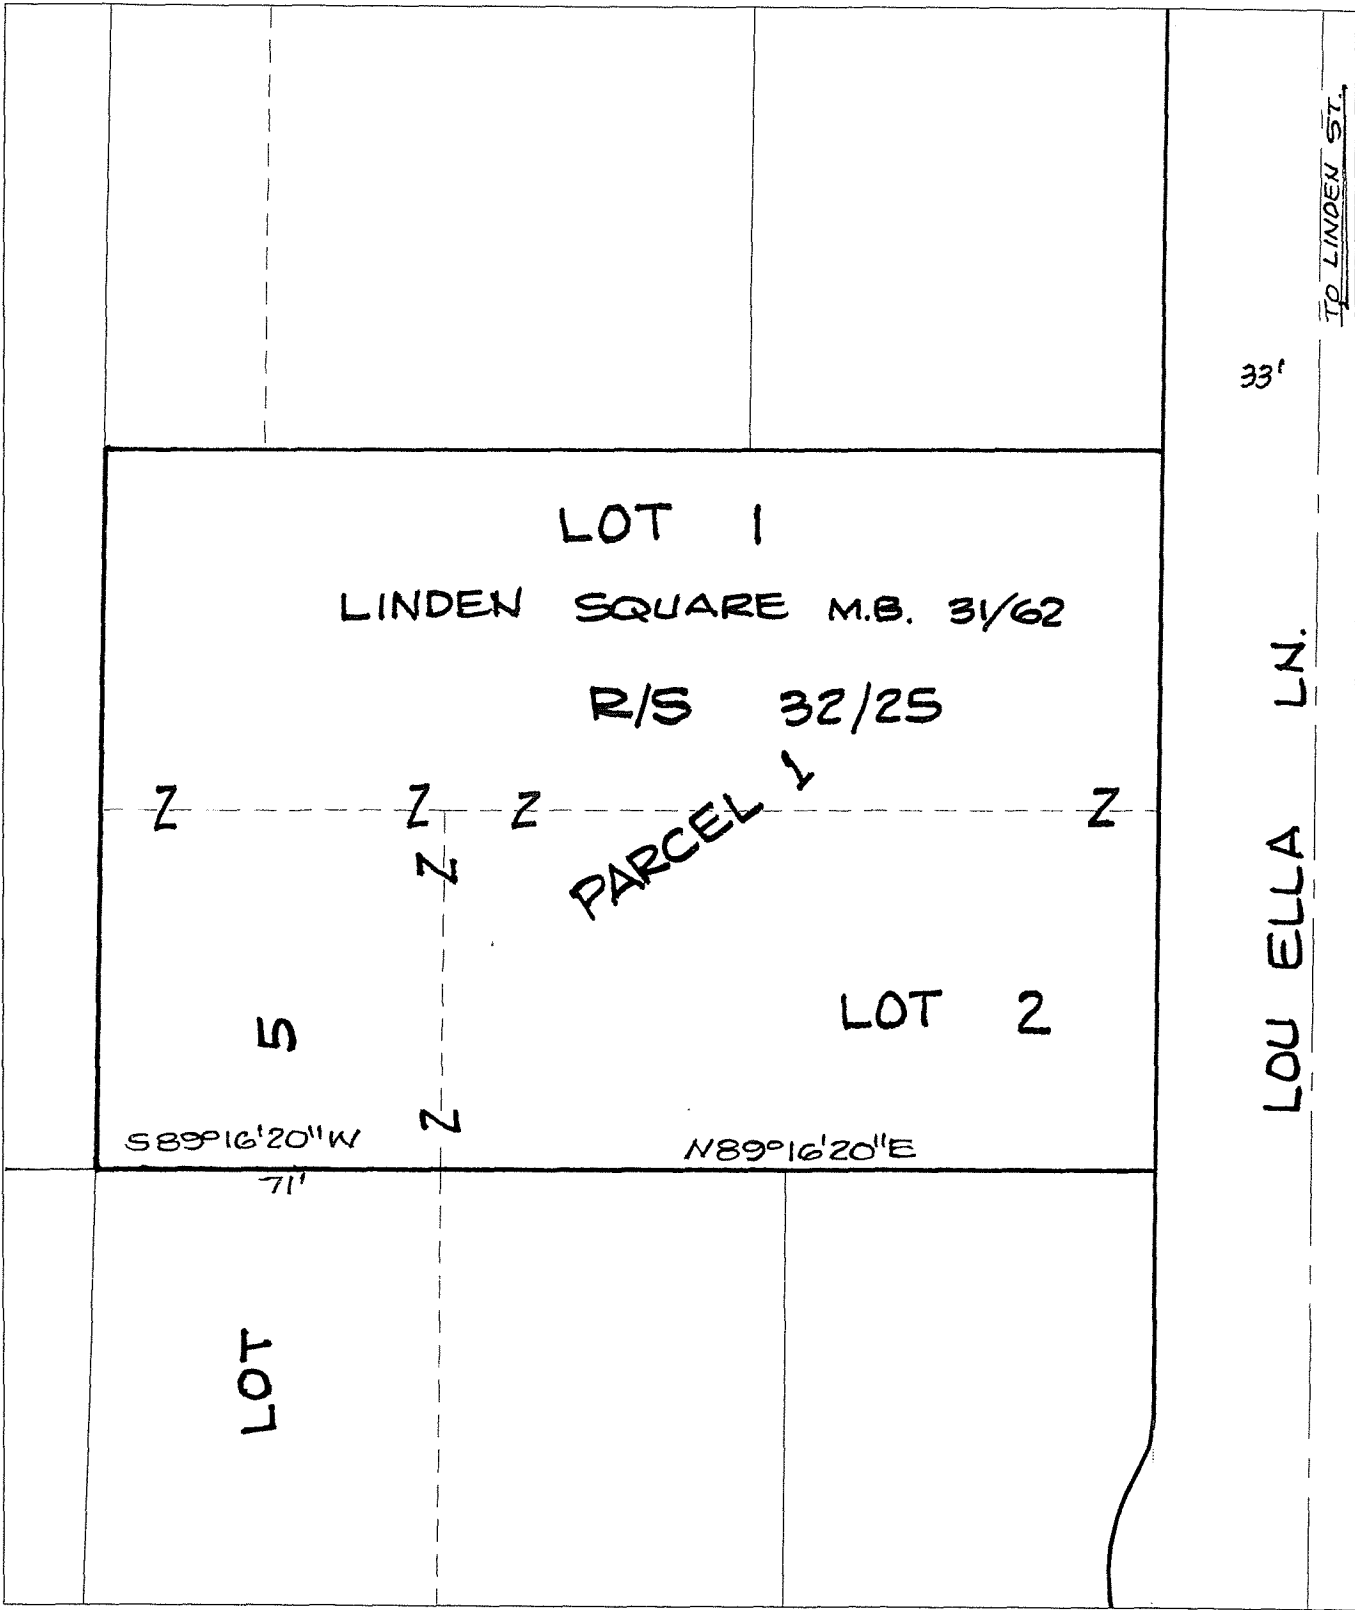 TO LINDEN ST.
33'
LOT 1
LINDEN SQUARE M.B. 31/62
R/S 32/25
PARCEL 1
Z Z Z Z
Z
LOT 2
Z
S89°16'20"W
N89°16'20"E
71'
LOT 5
LOU ELLA LN.